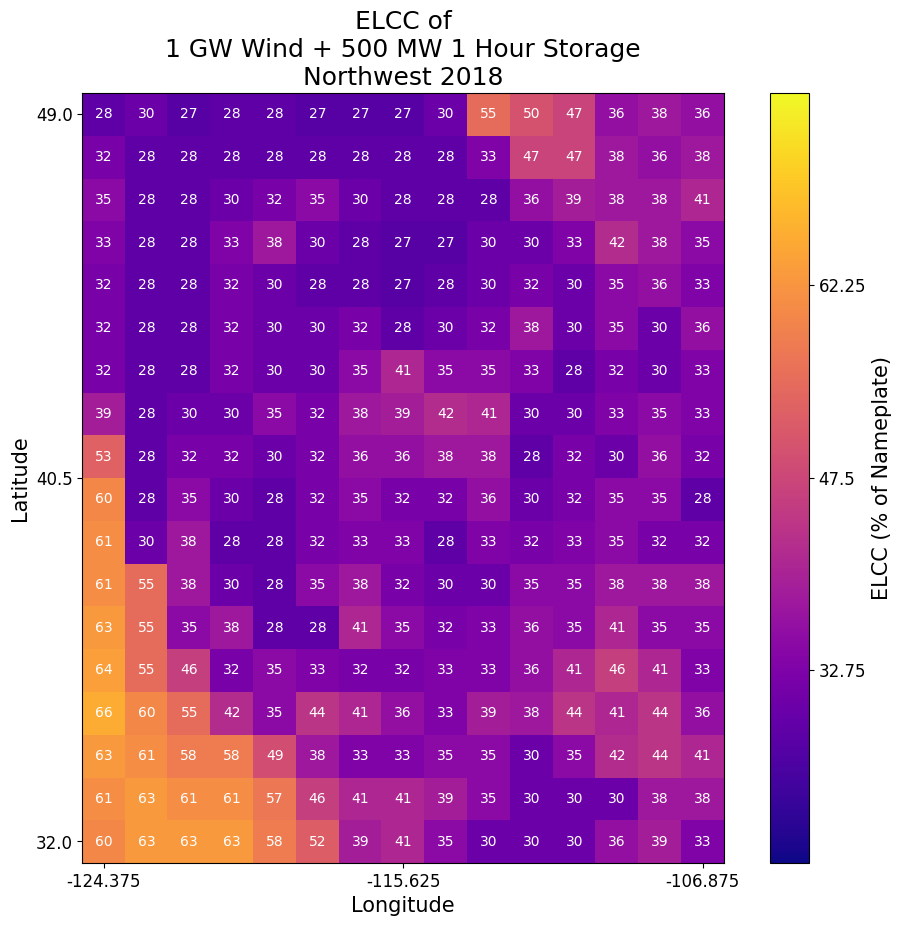 ELCC of
1 GW Wind + 500 MW 1 Hour Storage
Northwest 2018
49.0 28 30 27 28 28 27 27 27 30 55 50 47 36 38 36
32 28 28 28 28 28 28 28 28 33 47 47 38 36 38
35 28 28 30 32 35 30 28 28 28 36 39 38 38 41
33 28 28 33 38 30 28 27 27 30 30 33 42 38 35
32 28 28 32 30 28 28 27 28 30 32 30 35 36 33 62.25
32 28 28 32 30 30 32 28 30 32 38 30 35 30 36
32 28 28 32 30 30 35 41 35 35 33 28 32 30 33
39 28 30 30 35 32 38 39 42 41 30 30 33 35 33
40.5 53 28 32 32 30 32 36 36 38 38 28 32 30 36 32 47.5
60 28 35 30 28 32 35 32 32 36 30 32 35 35 28
61 30 38 28 28 32 33 33 28 33 32 33 35 32 32
61 55 38 30 28 35 38 32 30 30 35 35 38 38 38
63 55 35 38 28 28 41 35 32 33 36 35 41 35 35
64 55 46 32 35 33 32 32 33 33 36 41 46 41 33 32.75
66 60 55 42 35 44 41 36 33 39 38 44 41 44 36
63 61 58 58 49 38 33 33 35 35 30 35 42 44 41
61 63 61 61 57 46 41 41 39 35 30 30 30 38 38
32.0 60 63 63 63 58 52 39 41 35 30 30 30 36 39 33
-124.375 -115.625 -106.875
Longitude
Latitude
ELCC (% of Nameplate)